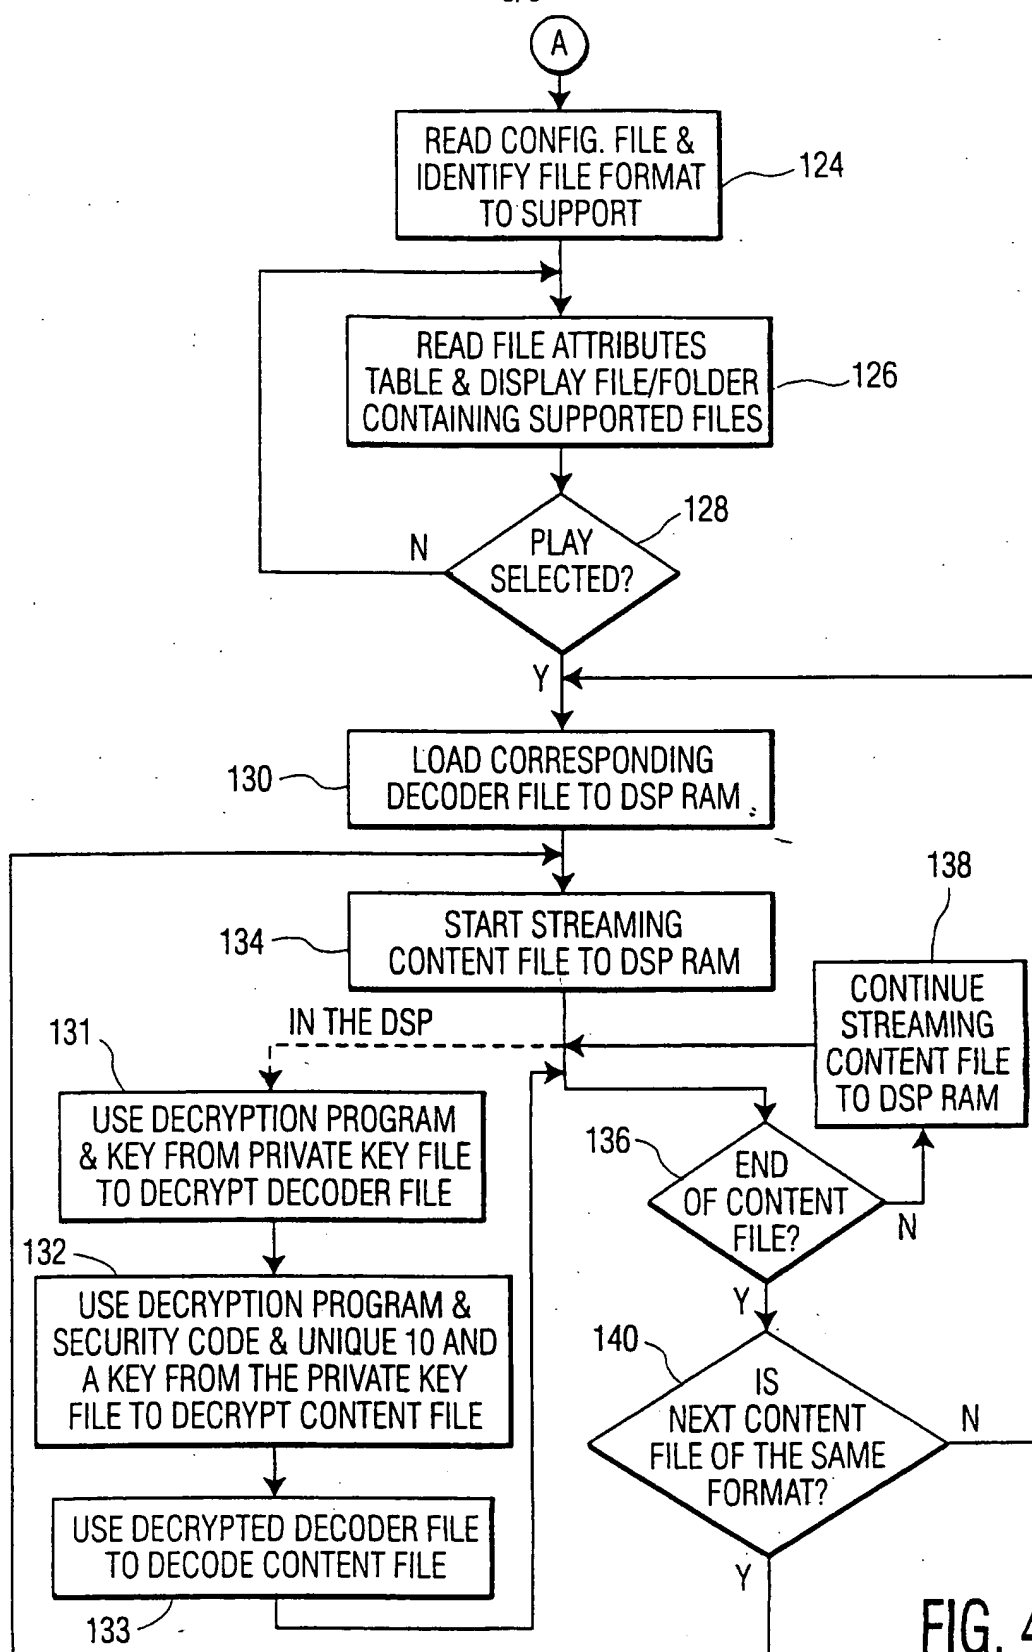 A
READ CONFIG. FILE &
IDENTIFY FILE FORMAT
TO SUPPORT
124
READ FILE ATTRIBUTES
TABLE & DISPLAY FILE/FOLDER
CONTAINING SUPPORTED FILES
126
128
PLAY
SELECTED?
N
Y
130
LOAD CORRESPONDING
DECODER FILE TO DSP RAM
134
START STREAMING
CONTENT FILE TO DSP RAM
138
CONTINUE
STREAMING
CONTENT FILE
TO DSP RAM
IN THE DSP
131
USE DECRYPTION PROGRAM
& KEY FROM PRIVATE KEY FILE
TO DECRYPT DECODER FILE
136
END
OF CONTENT
FILE?
N
Y
132
USE DECRYPTION PROGRAM &
SECURITY CODE & UNIQUE 10 AND
A KEY FROM THE PRIVATE KEY
FILE TO DECRYPT CONTENT FILE
140
IS
NEXT CONTENT
FILE OF THE SAME
FORMAT?
N
Y
USE DECRYPTED DECODER FILE
TO DECODE CONTENT FILE
133
FIG. 4